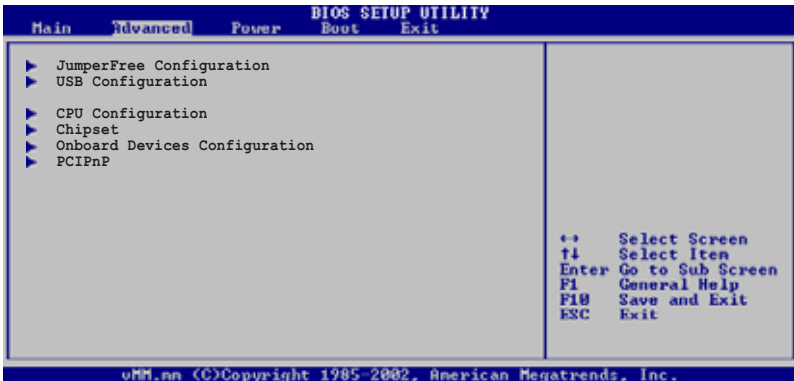 BIOS SETUP UTILITY
Main Advanced Power Boot Exit
JumperFree Configuration
USB Configuration
CPU Configuration
Chipset
Onboard Devices Configuration
PCIPnP
←→ Select Screen
↑↓ Select Item
Enter Go to Sub Screen
F1 General Help
F10 Save and Exit
ESC Exit
vMM.mm (C)Copyright 1985-2002, American Megatrends, Inc.